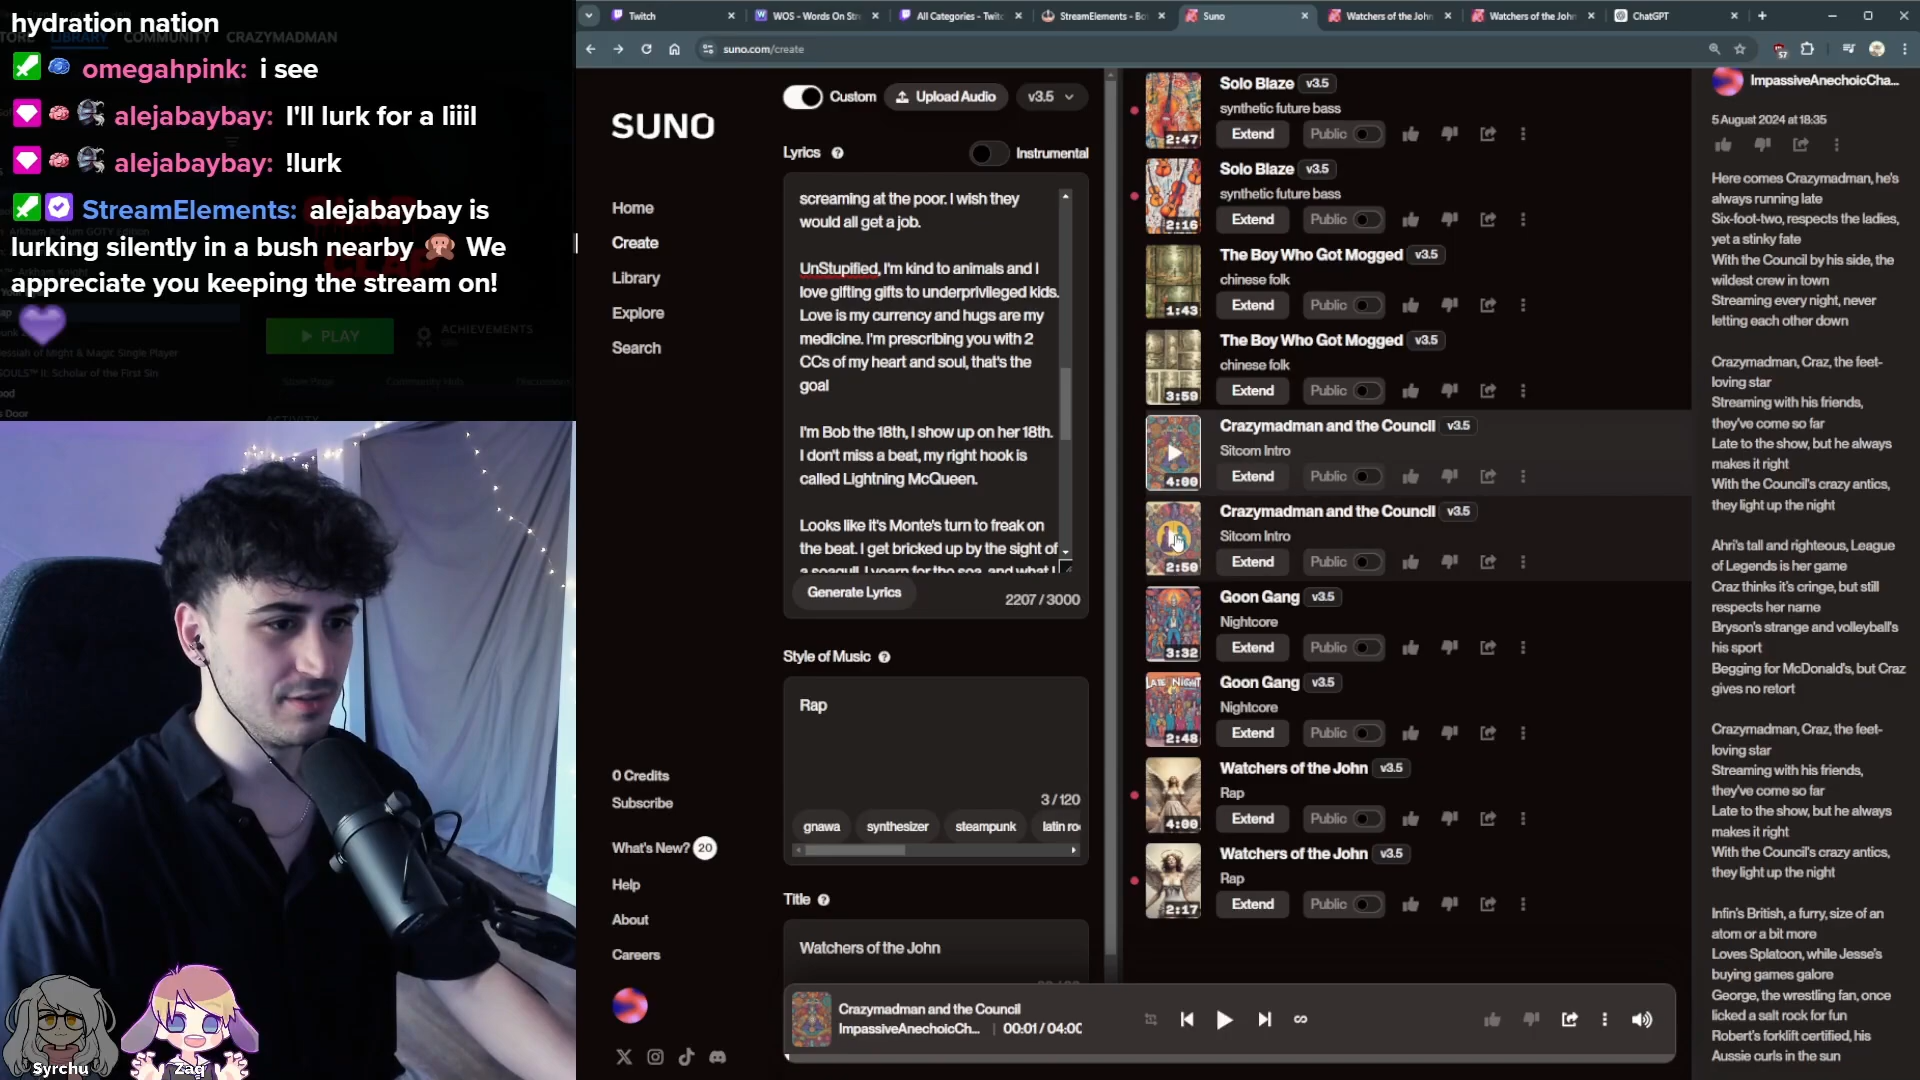 hydration nation
LIBRARY
COMMUNITY
CRAZYMADMAN
omegahpink: i see
alejabaybay: I'll lurk for a liiil
alejabaybay: !lurk
StreamElements: alejabaybay is
lurking silently in a bush nearby We
appreciate you keeping the stream on!
PLAY
ACHIEVEMENTS
Syrchu
Zaq
Twitch
WOS - Words On Str
All Categories - Twitc
StreamElements - Bo
Suno
Watchers of the John
Watchers of the John
ChatGPT
suno.com/create
SUNO
Home
Create
Library
Explore
Search
0 Credits
Subscribe
What's New? 20
Help
About
Careers
Custom
Upload Audio
v3.5
Lyrics
Instrumental
screaming at the poor. I wish they
would all get a job.
UnStupified, I'm kind to animals and I
love gifting gifts to underprivileged kids.
Love is my currency and hugs are my
medicine. I'm prescribing you with 2
CCs of my heart and soul, that's the
goal
I'm Bob the 18th, I show up on her 18th.
I don't miss a beat, my right hook is
called Lightning McQueen.
Looks like it's Monte's turn to freak on
the beat. I get bricked up by the sight of
a seagull. I yearn for the sea, and what I
Generate Lyrics
2207 / 3000
Style of Music
Rap
3 / 120
gnawa
synthesizer
steampunk
latin ro
Title
Watchers of the John
Solo Blaze v3.5
synthetic future bass
2:47
Extend
Public
Solo Blaze v3.5
synthetic future bass
2:16
Extend
Public
The Boy Who Got Mogged v3.5
chinese folk
1:43
Extend
Public
The Boy Who Got Mogged v3.5
chinese folk
3:59
Extend
Public
Crazymadman and the Council v3.5
Sitcom Intro
4:00
Extend
Public
Crazymadman and the Council v3.5
Sitcom Intro
2:50
Extend
Public
Goon Gang v3.5
Nightcore
3:32
Extend
Public
Goon Gang v3.5
LATE NIGHT
Nightcore
2:48
Extend
Public
Watchers of the John v3.5
Rap
4:00
Extend
Public
Watchers of the John v3.5
Rap
2:17
Extend
Public
Crazymadman and the Council
ImpassiveAnechoicCh...
00:01 / 04:00
ImpassiveAnechoicCha...
5 August 2024 at 18:35
Here comes Crazymadman, he's
always running late
Six-foot-two, respects the ladies,
yet a stinky fate
With the Council by his side, the
wildest crew in town
Streaming every night, never
letting each other down
Crazymadman, Craz, the feet-
loving star
Streaming with his friends,
they've come so far
Late to the show, but he always
makes it right
With the Council's crazy antics,
they light up the night
Ahri's tall and righteous, League
of Legends is her game
Craz thinks it's cringe, but still
respects her name
Bryson's strange and volleyball's
his sport
Begging for McDonald's, but Craz
gives no retort
Crazymadman, Craz, the feet-
loving star
Streaming with his friends,
they've come so far
Late to the show, but he always
makes it right
With the Council's crazy antics,
they light up the night
Infin's British, a furry, size of an
atom or a bit more
Loves Splatoon, while Jesse's
buying games galore
George, the wrestling fan, once
licked a salt rock for fun
Robert's forklift certified, his
Aussie curls in the sun